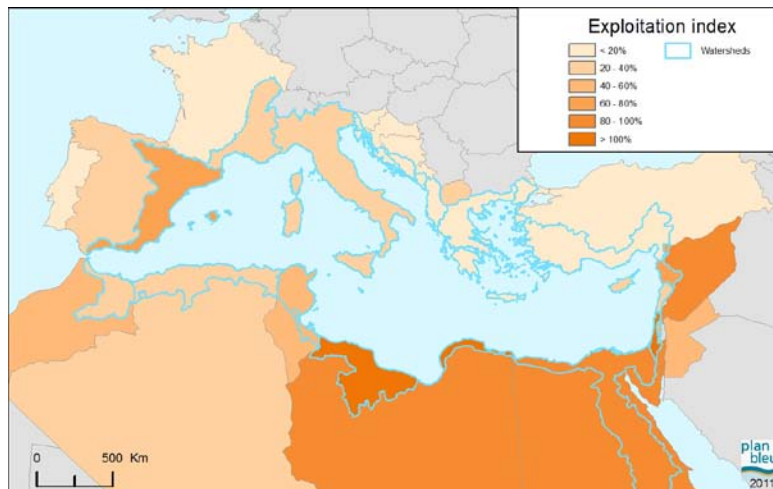 Exploitation index
< 20%
20 - 40%
40 - 60%
60 - 80%
80 - 100%
> 100%
Watersheds
0 500 Km
plan
bleu
2011